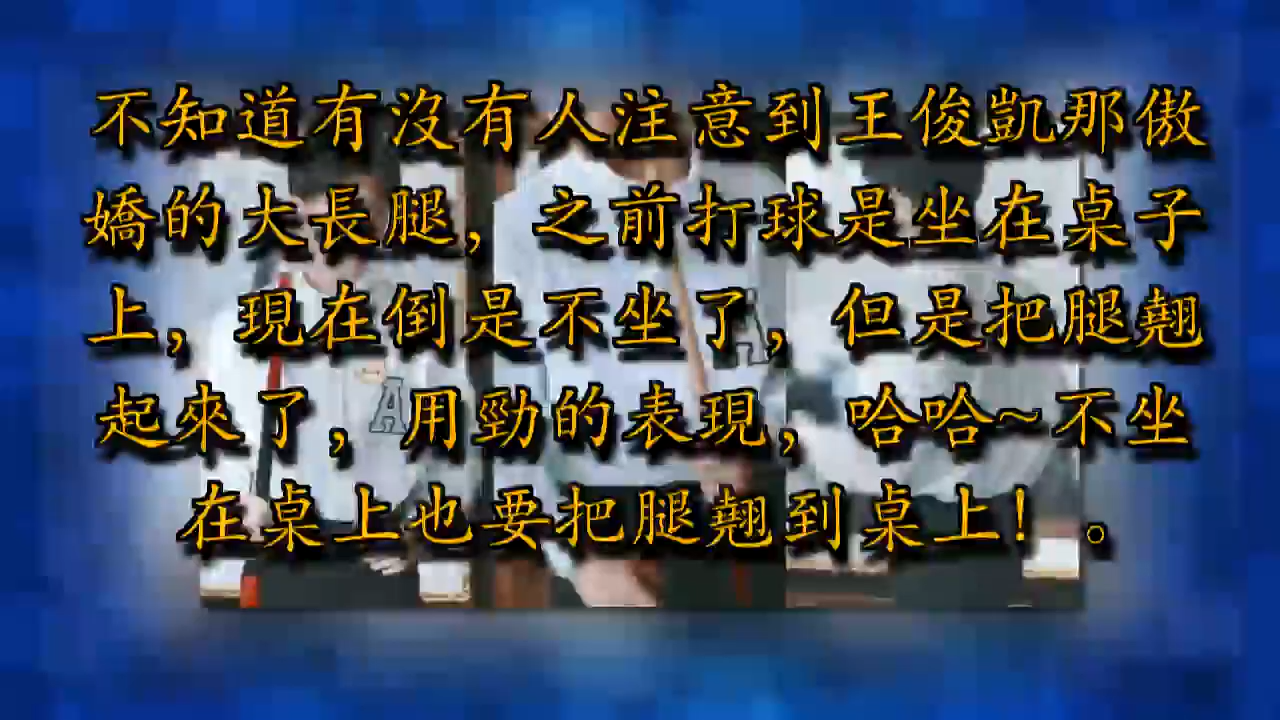 不知道有沒有人注意到王俊凱那傲
嬌的大長腿，之前打球是坐在桌子
上，現在倒是不坐了，但是把腿翹
起來了，用勁的表現，哈哈~不坐
在桌上也要把腿翹到桌上！。
A
A